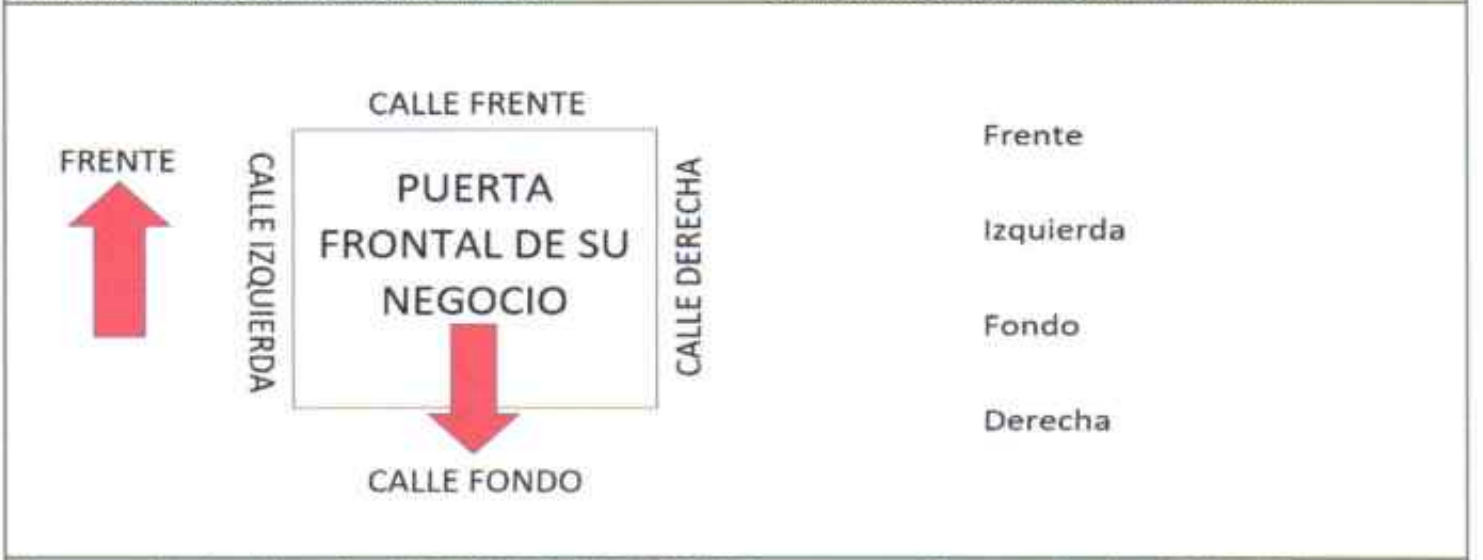 CALLE FRENTE
FRENTE
CALLE IZQUIERDA
PUERTA
FRONTAL DE SU
NEGOCIO
CALLE DERECHA
CALLE FONDO
Frente
Izquierda
Fondo
Derecha